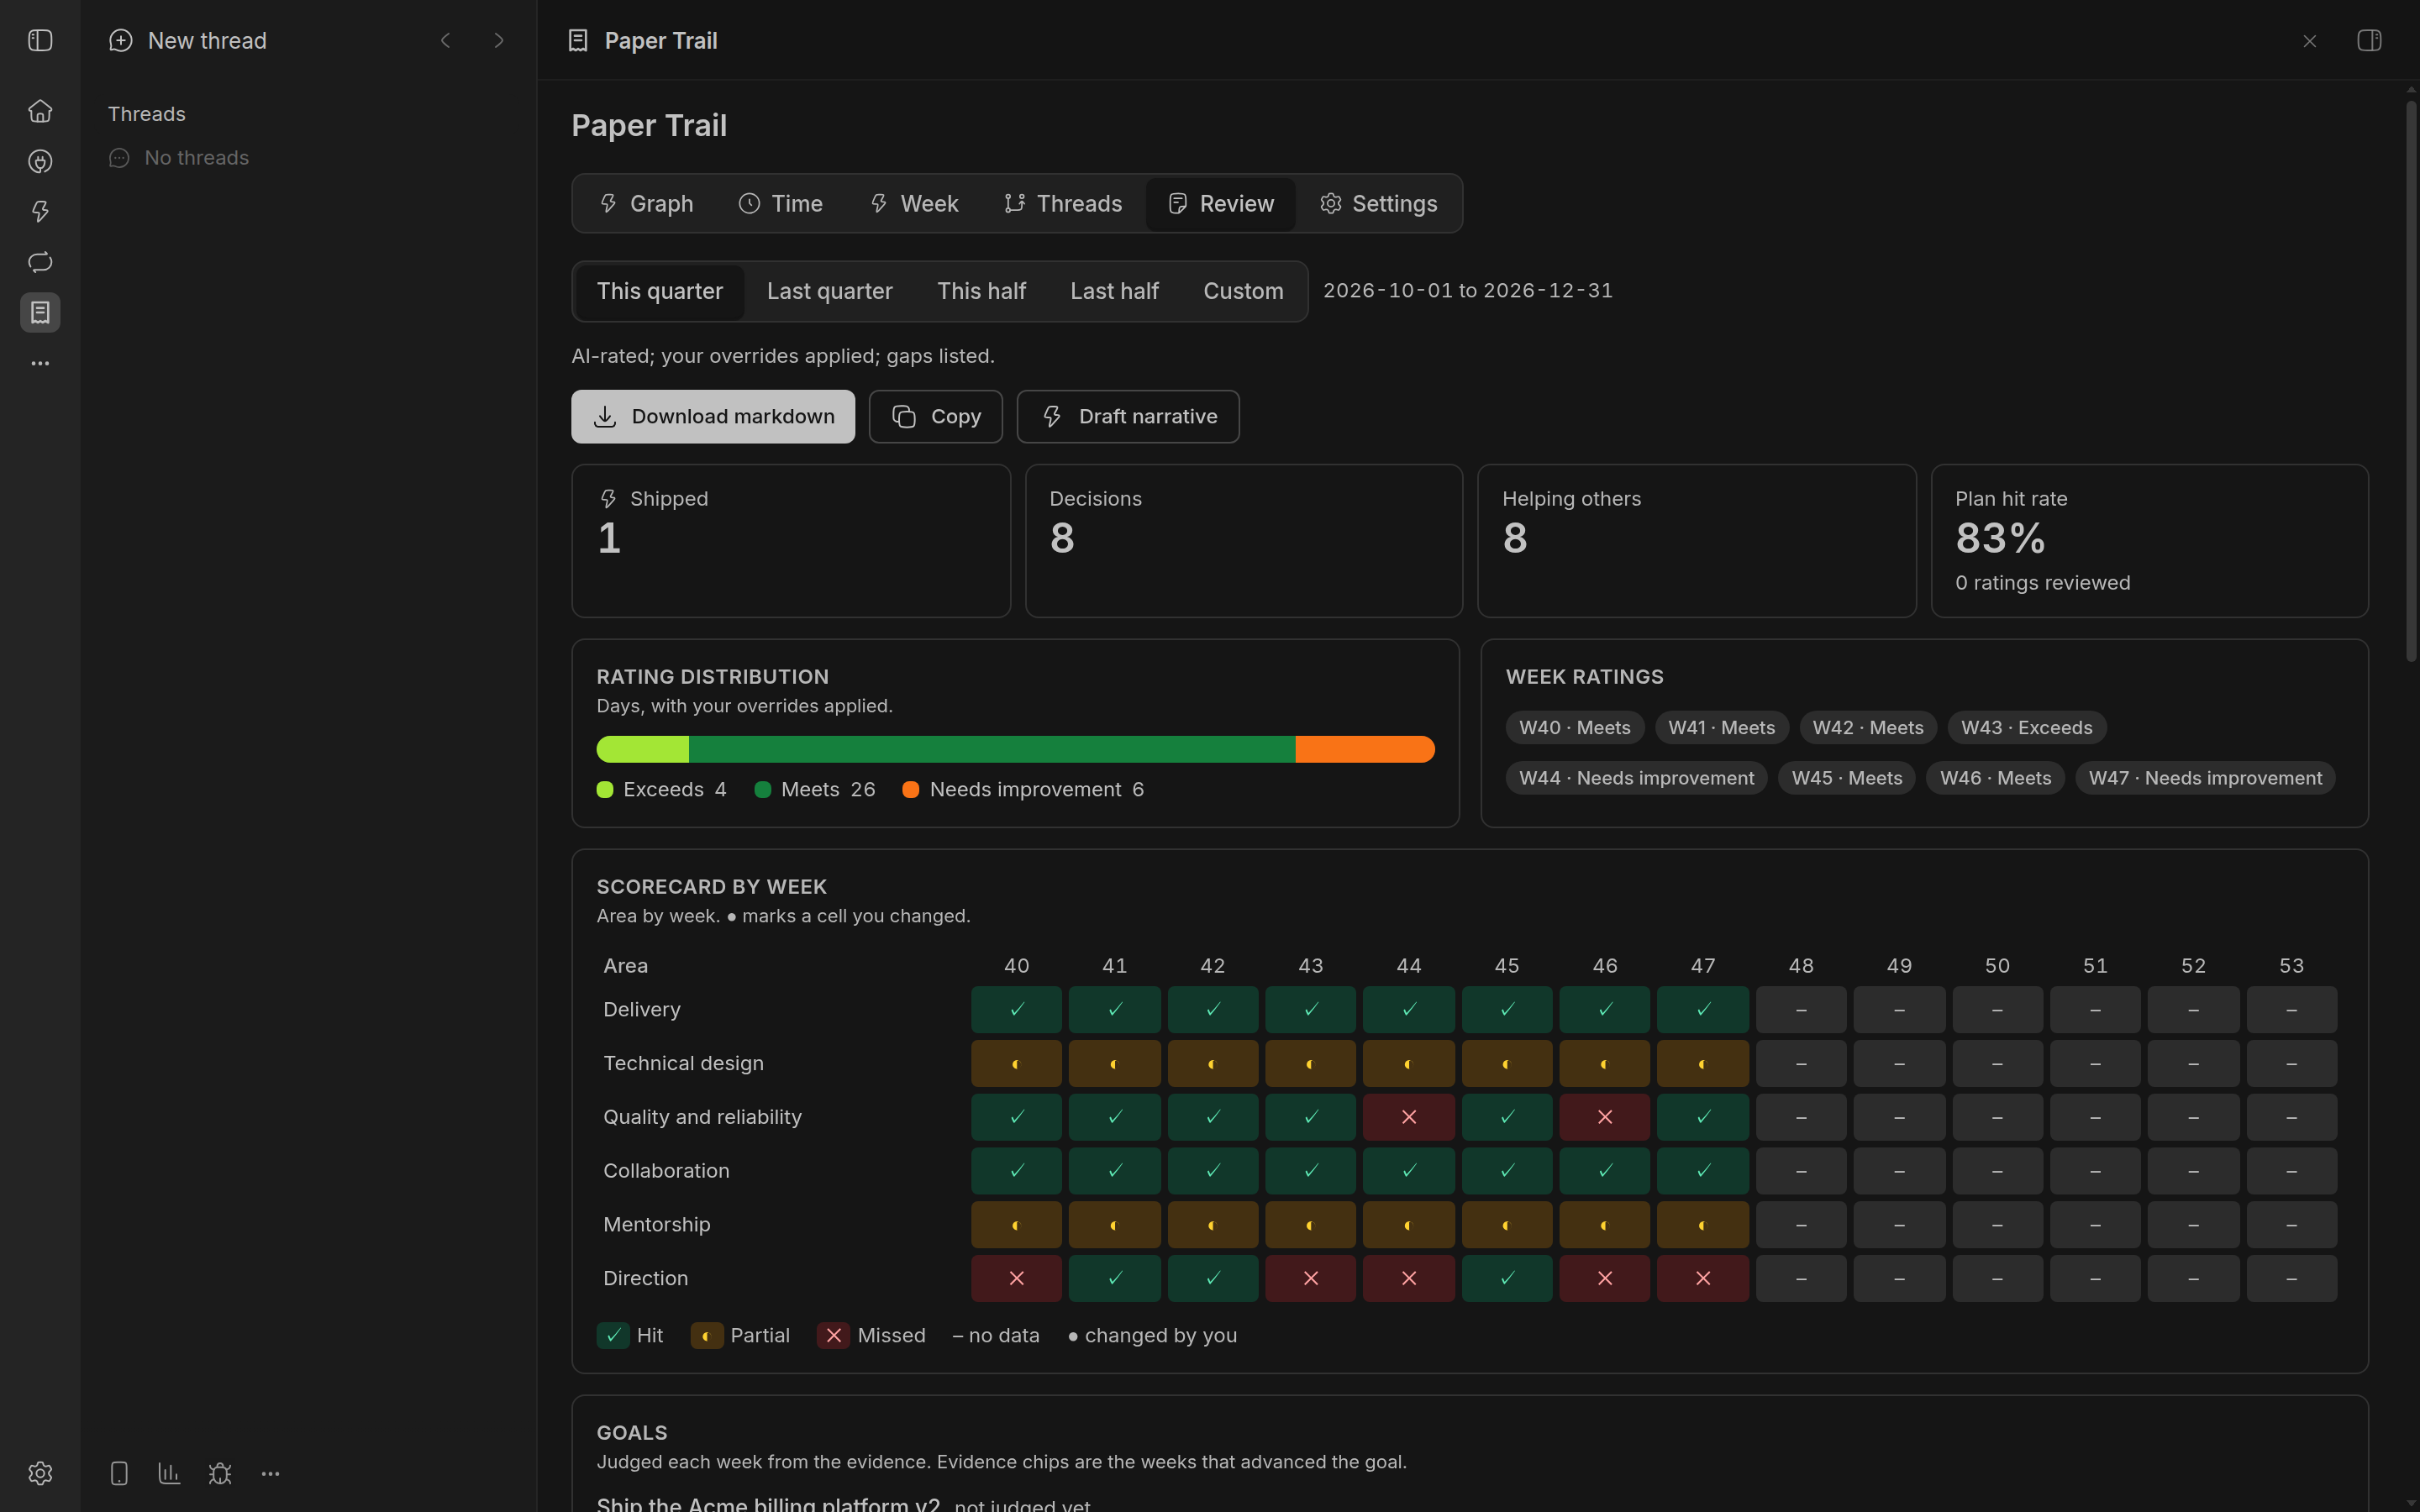 New thread
Threads
No threads
Paper Trail
Paper Trail
Graph Time Week Threads Review Settings
This quarter Last quarter This half Last half Custom 2026-10-01 to 2026-12-31
AI-rated; your overrides applied; gaps listed.
Download markdown Copy Draft narrative
Shipped
1
Decisions
8
Helping others
8
Plan hit rate
83%
0 ratings reviewed
RATING DISTRIBUTION
Days, with your overrides applied.
Exceeds 4 Meets 26 Needs improvement 6
WEEK RATINGS
W40 · Meets W41 · Meets W42 · Meets W43 · Exceeds
W44 · Needs improvement W45 · Meets W46 · Meets W47 · Needs improvement
SCORECARD BY WEEK
Area by week. ● marks a cell you changed.
Area 40 41 42 43 44 45 46 47 48 49 50 51 52 53
Delivery ✓ ✓ ✓ ✓ ✓ ✓ ✓ ✓ – – – – – –
Technical design ◐ ◐ ◐ ◐ ◐ ◐ ◐ ◐ – – – – – –
Quality and reliability ✓ ✓ ✓ ✓ ✕ ✓ ✕ ✓ – – – – – –
Collaboration ✓ ✓ ✓ ✓ ✓ ✓ ✓ ✓ – – – – – –
Mentorship ◐ ◐ ◐ ◐ ◐ ◐ ◐ ◐ – – – – – –
Direction ✕ ✓ ✓ ✕ ✕ ✓ ✕ ✕ – – – – – –
✓ Hit ◐ Partial ✕ Missed – no data ● changed by you
GOALS
Judged each week from the evidence. Evidence chips are the weeks that advanced the goal.
Ship the Acme billing platform v2 not judged yet